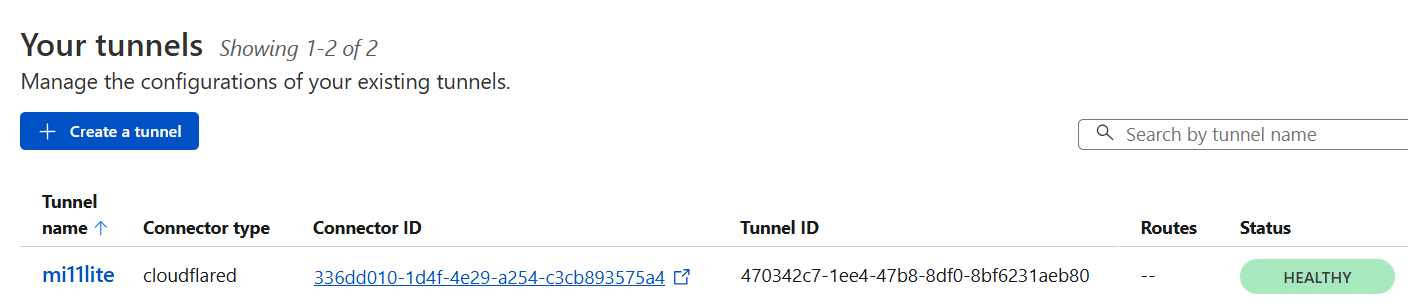 Your tunnels Showing 1-2 of 2
Manage the configurations of your existing tunnels.
+ Create a tunnel
Search by tunnel name
Tunnel
name ↑ Connector type Connector ID Tunnel ID Routes Status
mi11lite cloudflared 336dd010-1d4f-4e29-a254-c3cb893575a4 470342c7-1ee4-47b8-8df0-8bf6231aeb80 -- HEALTHY